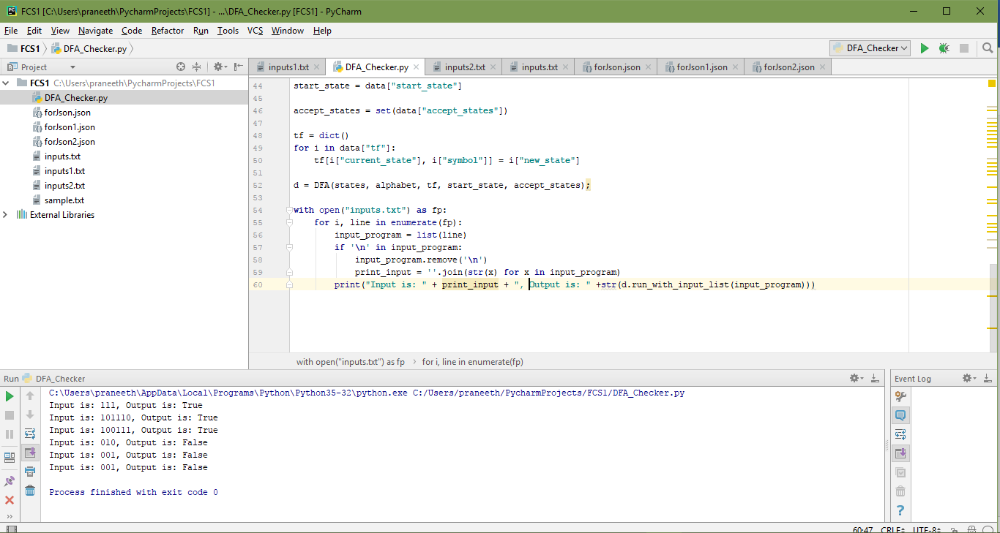 FCS1 [C:\Users\praneeth\PycharmProjects\FCS1] - ...\DFA_Checker.py [FCS1] - PyCharm
File Edit View Navigate Code Refactor Run Tools VCS Window Help
FCS1 DFA_Checker.py DFA_Checker
Project
inputs1.txt DFA_Checker.py inputs2.txt inputs.txt forJson.json forJson1.json forJson2.json
FCS1 C:\Users\praneeth\PycharmProjects\FCS1
DFA_Checker.py
forJson.json
forJson1.json
forJson2.json
inputs.txt
inputs1.txt
inputs2.txt
sample.txt
External Libraries
44 start_state = data["start_state"]
45
46 accept_states = set(data["accept_states"])
47
48 tf = dict()
49 for i in data["tf"]:
50 tf[i["current_state"], i["symbol"]] = i["new_state"]
51
52 d = DFA(states, alphabet, tf, start_state, accept_states);
53
54 with open("inputs.txt") as fp:
55 for i, line in enumerate(fp):
56 input_program = list(line)
57 if '\n' in input_program:
58 input_program.remove('\n')
59 print_input = ''.join(str(x) for x in input_program)
60 print("Input is: " + print_input + ", Output is: " +str(d.run_with_input_list(input_program)))
with open("inputs.txt") as fp › for i, line in enumerate(fp)
Run DFA_Checker
C:\Users\praneeth\AppData\Local\Programs\Python\Python35-32\python.exe C:/Users/praneeth/PycharmProjects/FCS1/DFA_Checker.py
Input is: 111, Output is: True
Input is: 101110, Output is: True
Input is: 100111, Output is: True
Input is: 010, Output is: False
Input is: 001, Output is: False
Input is: 001, Output is: False
Process finished with exit code 0
Event Log
60:47 CRLF UTF-8